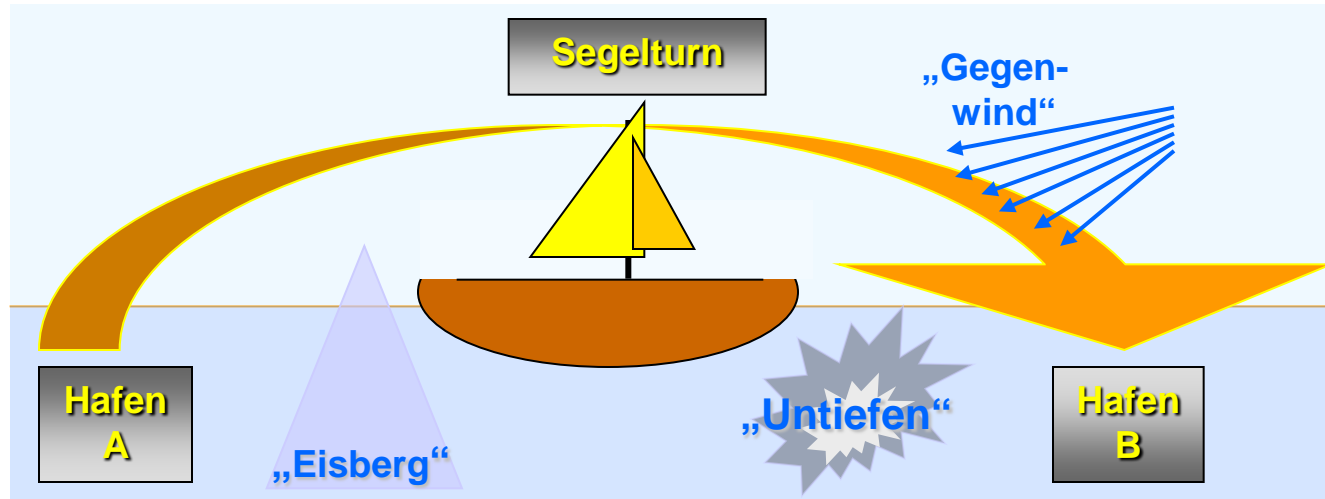 Segelturn
„Gegen-
wind“
Hafen
A
„Eisberg“
„Untiefen“
Hafen
B